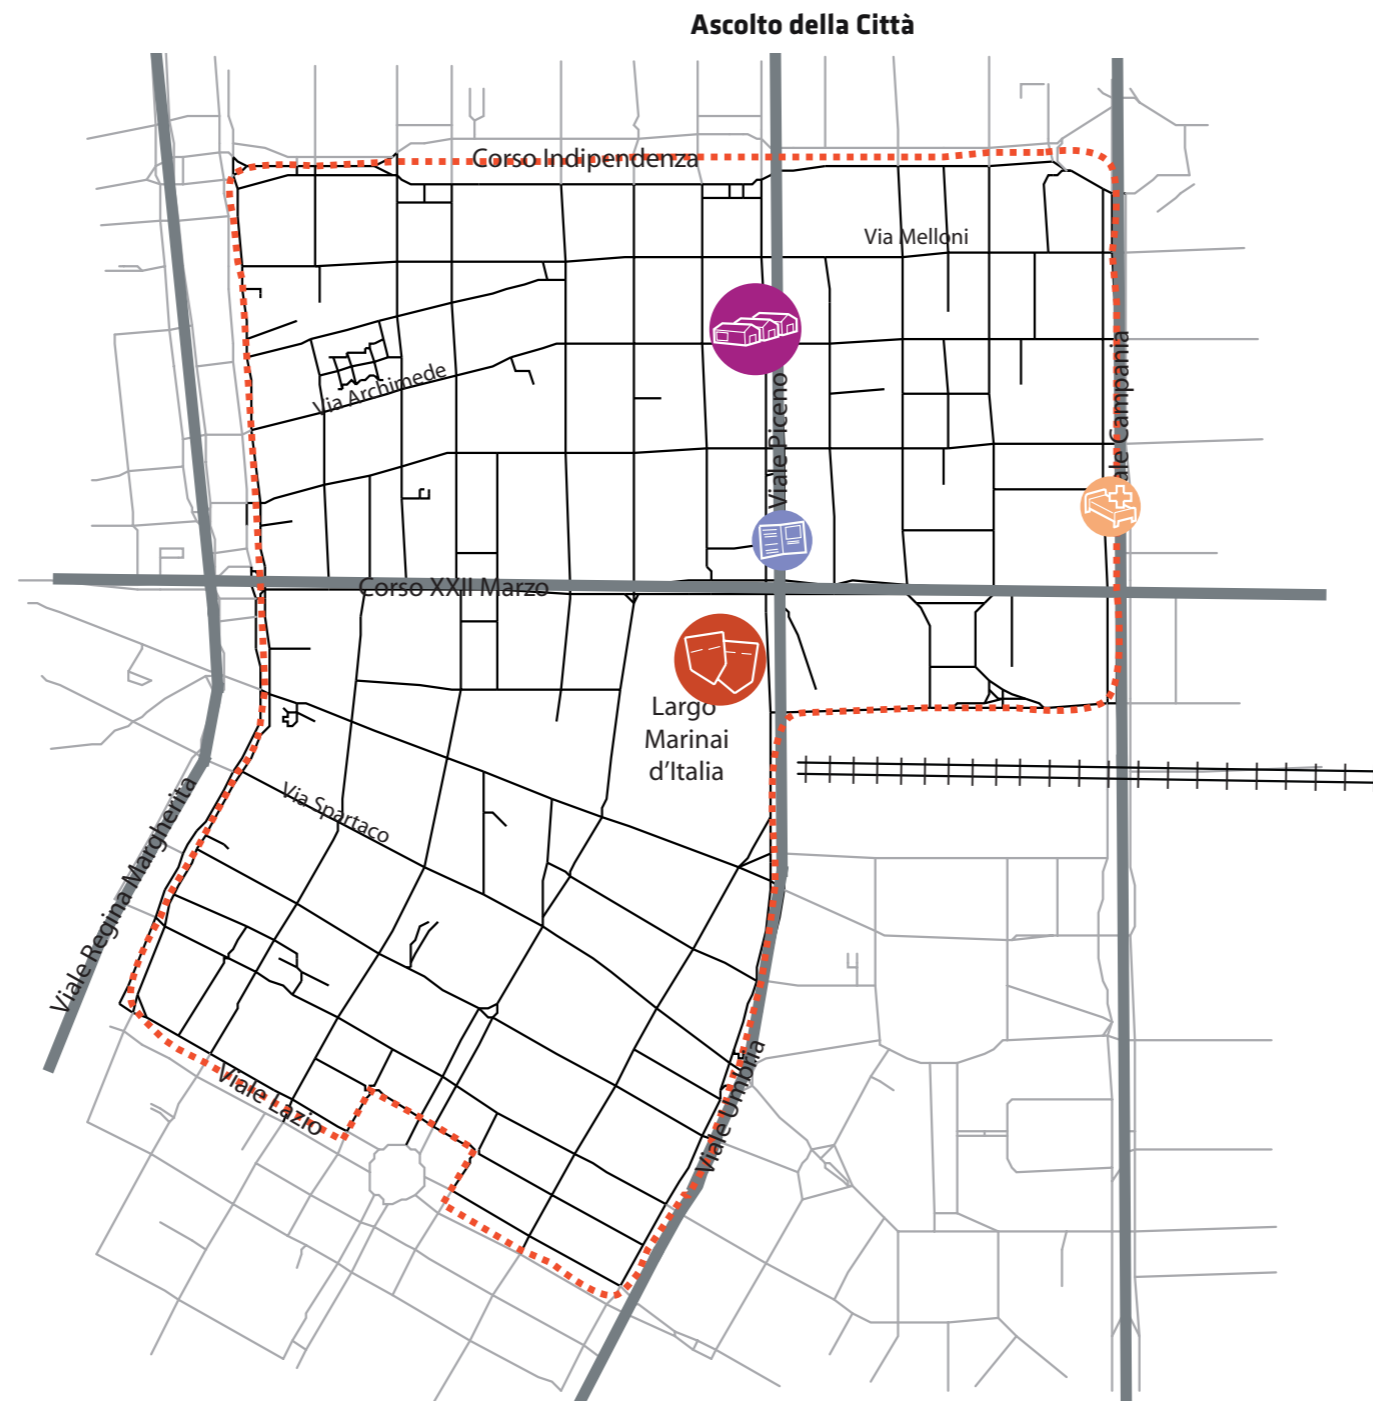 Ascolto della Città
Corso Indipendenza
Via Melloni
Via Archimede
Viale Piceno
ale Campania
Corso XXII Marzo
Largo
Marinai
d'Italia
Via Spartaco
Viale Regina Margherita
Viale Umbria
Viale Lazio